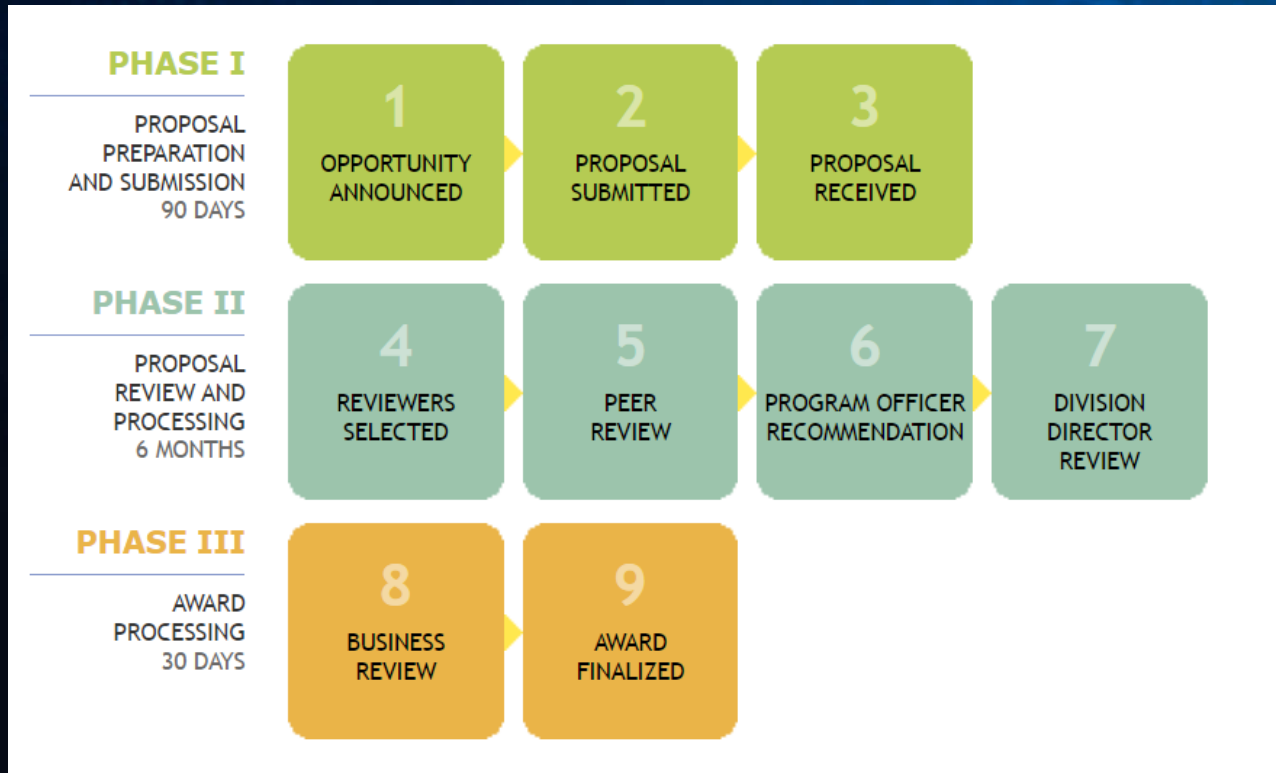 PHASE I
PROPOSAL
PREPARATION
AND SUBMISSION
90 DAYS
1
OPPORTUNITY
ANNOUNCED
2
PROPOSAL
SUBMITTED
3
PROPOSAL
RECEIVED
PHASE II
PROPOSAL
REVIEW AND
PROCESSING
6 MONTHS
4
REVIEWERS
SELECTED
5
PEER
REVIEW
6
PROGRAM OFFICER
RECOMMENDATION
7
DIVISION
DIRECTOR
REVIEW
PHASE III
AWARD
PROCESSING
30 DAYS
8
BUSINESS
REVIEW
9
AWARD
FINALIZED